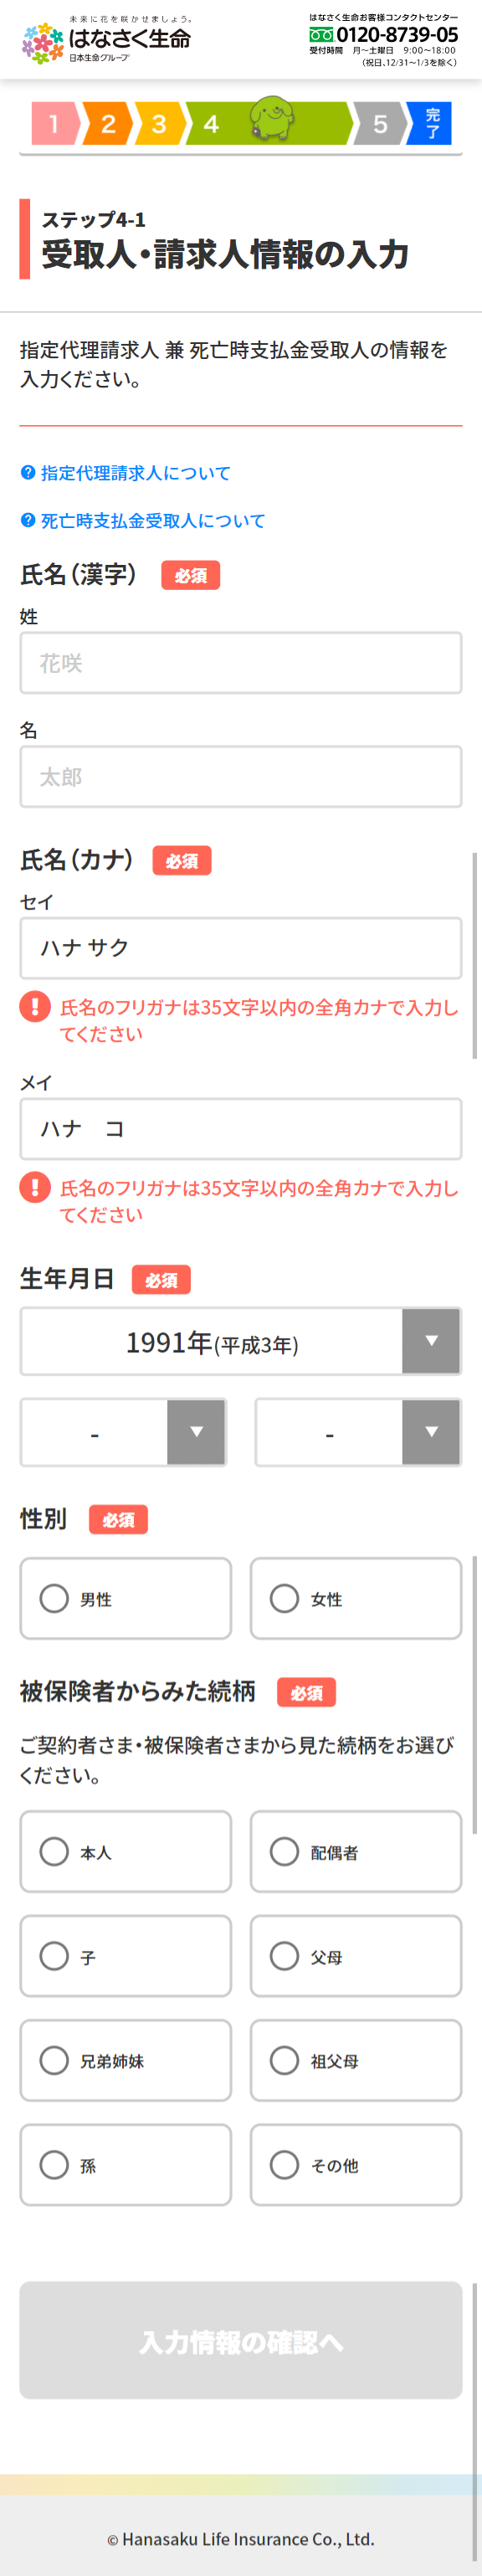 未来に花を咲かせましょう。
はなさく生命
日本生命グループ
はなさく生命お客様コンタクトセンター
0120-8739-05
受付時間 月〜土曜日 9:00〜18:00
（祝日、12/31〜1/3を除く）
1 2 3 4 5 完了
ステップ4-1
受取人・請求人情報の入力
指定代理請求人 兼 死亡時支払金受取人の情報を
入力ください。
? 指定代理請求人について
? 死亡時支払金受取人について
氏名（漢字） 必須
姓
花咲
名
太郎
氏名（カナ） 必須
セイ
ハナ サク
! 氏名のフリガナは35文字以内の全角カナで入力し
てください
メイ
ハナ　コ
! 氏名のフリガナは35文字以内の全角カナで入力し
てください
生年月日 必須
1991年(平成3年) ▼
- ▼ - ▼
性別 必須
男性 女性
被保険者からみた続柄 必須
ご契約者さま・被保険者さまから見た続柄をお選び
ください。
本人 配偶者
子 父母
兄弟姉妹 祖父母
孫 その他
入力情報の確認へ
© Hanasaku Life Insurance Co., Ltd.